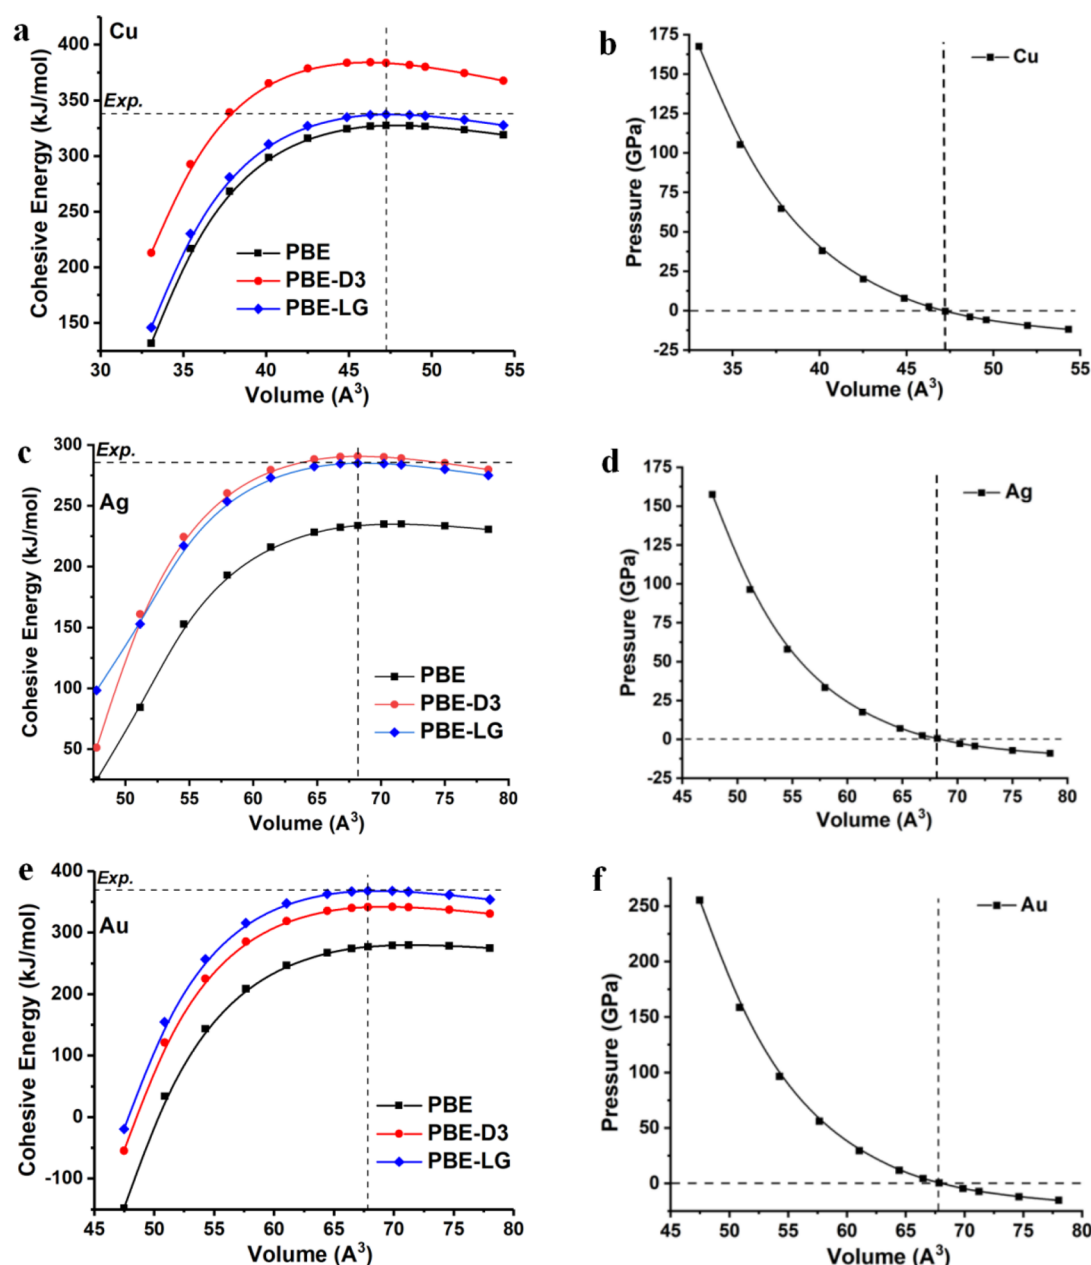 a
Cu
Cohesive Energy (kJ/mol)
400
350
300
250
200
150
Exp.
PBE
PBE-D3
PBE-LG
30 35 40 45 50 55
Volume (A³)
b
Pressure (GPa)
175
150
125
100
75
50
25
0
-25
Cu
35 40 45 50 55
Volume (A³)
c
Ag
Cohesive Energy (kJ/mol)
300
250
200
150
100
50
Exp.
PBE
PBE-D3
PBE-LG
50 55 60 65 70 75 80
Volume (A³)
d
Pressure (GPa)
175
150
125
100
75
50
25
0
-25
Ag
45 50 55 60 65 70 75 80
Volume (A³)
e
Au
Cohesive Energy (kJ/mol)
400
300
200
100
0
-100
Exp.
PBE
PBE-D3
PBE-LG
45 50 55 60 65 70 75 80
Volume (A³)
f
Pressure (GPa)
250
200
150
100
50
0
Au
45 50 55 60 65 70 75 80
Volume (A³)